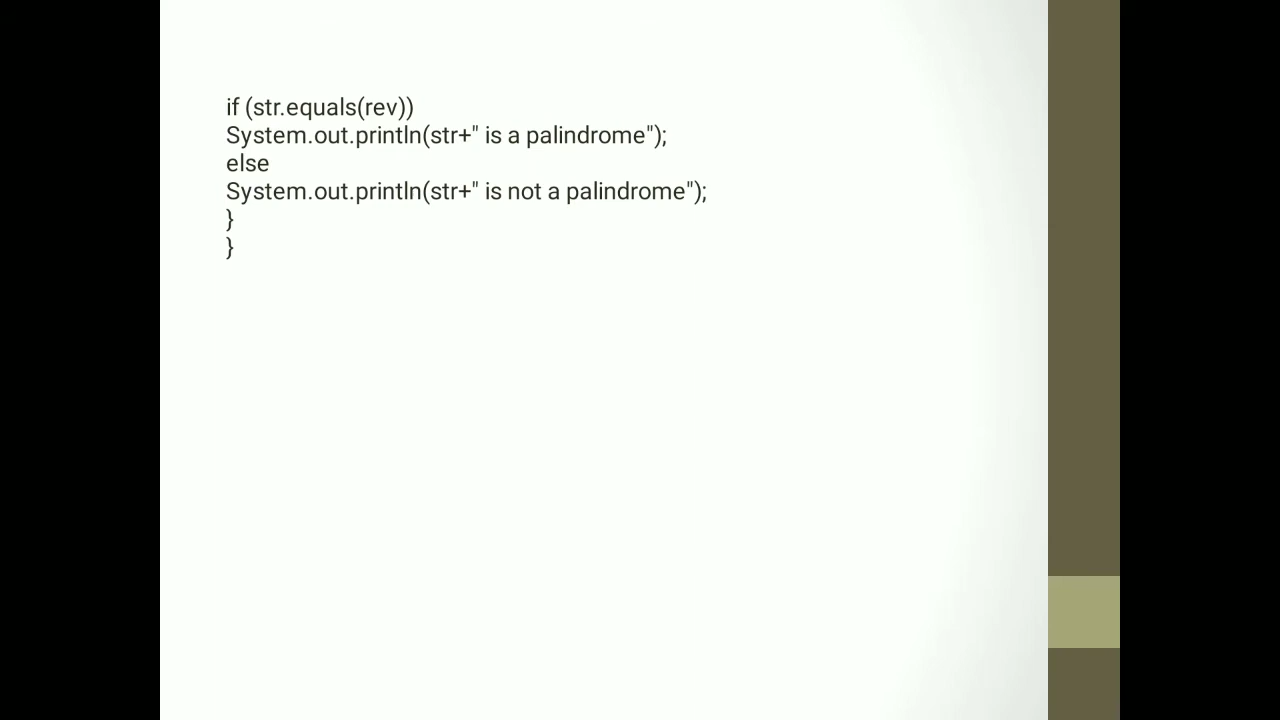 if (str.equals(rev))
System.out.println(str+" is a palindrome");
else
System.out.println(str+" is not a palindrome");
}
}